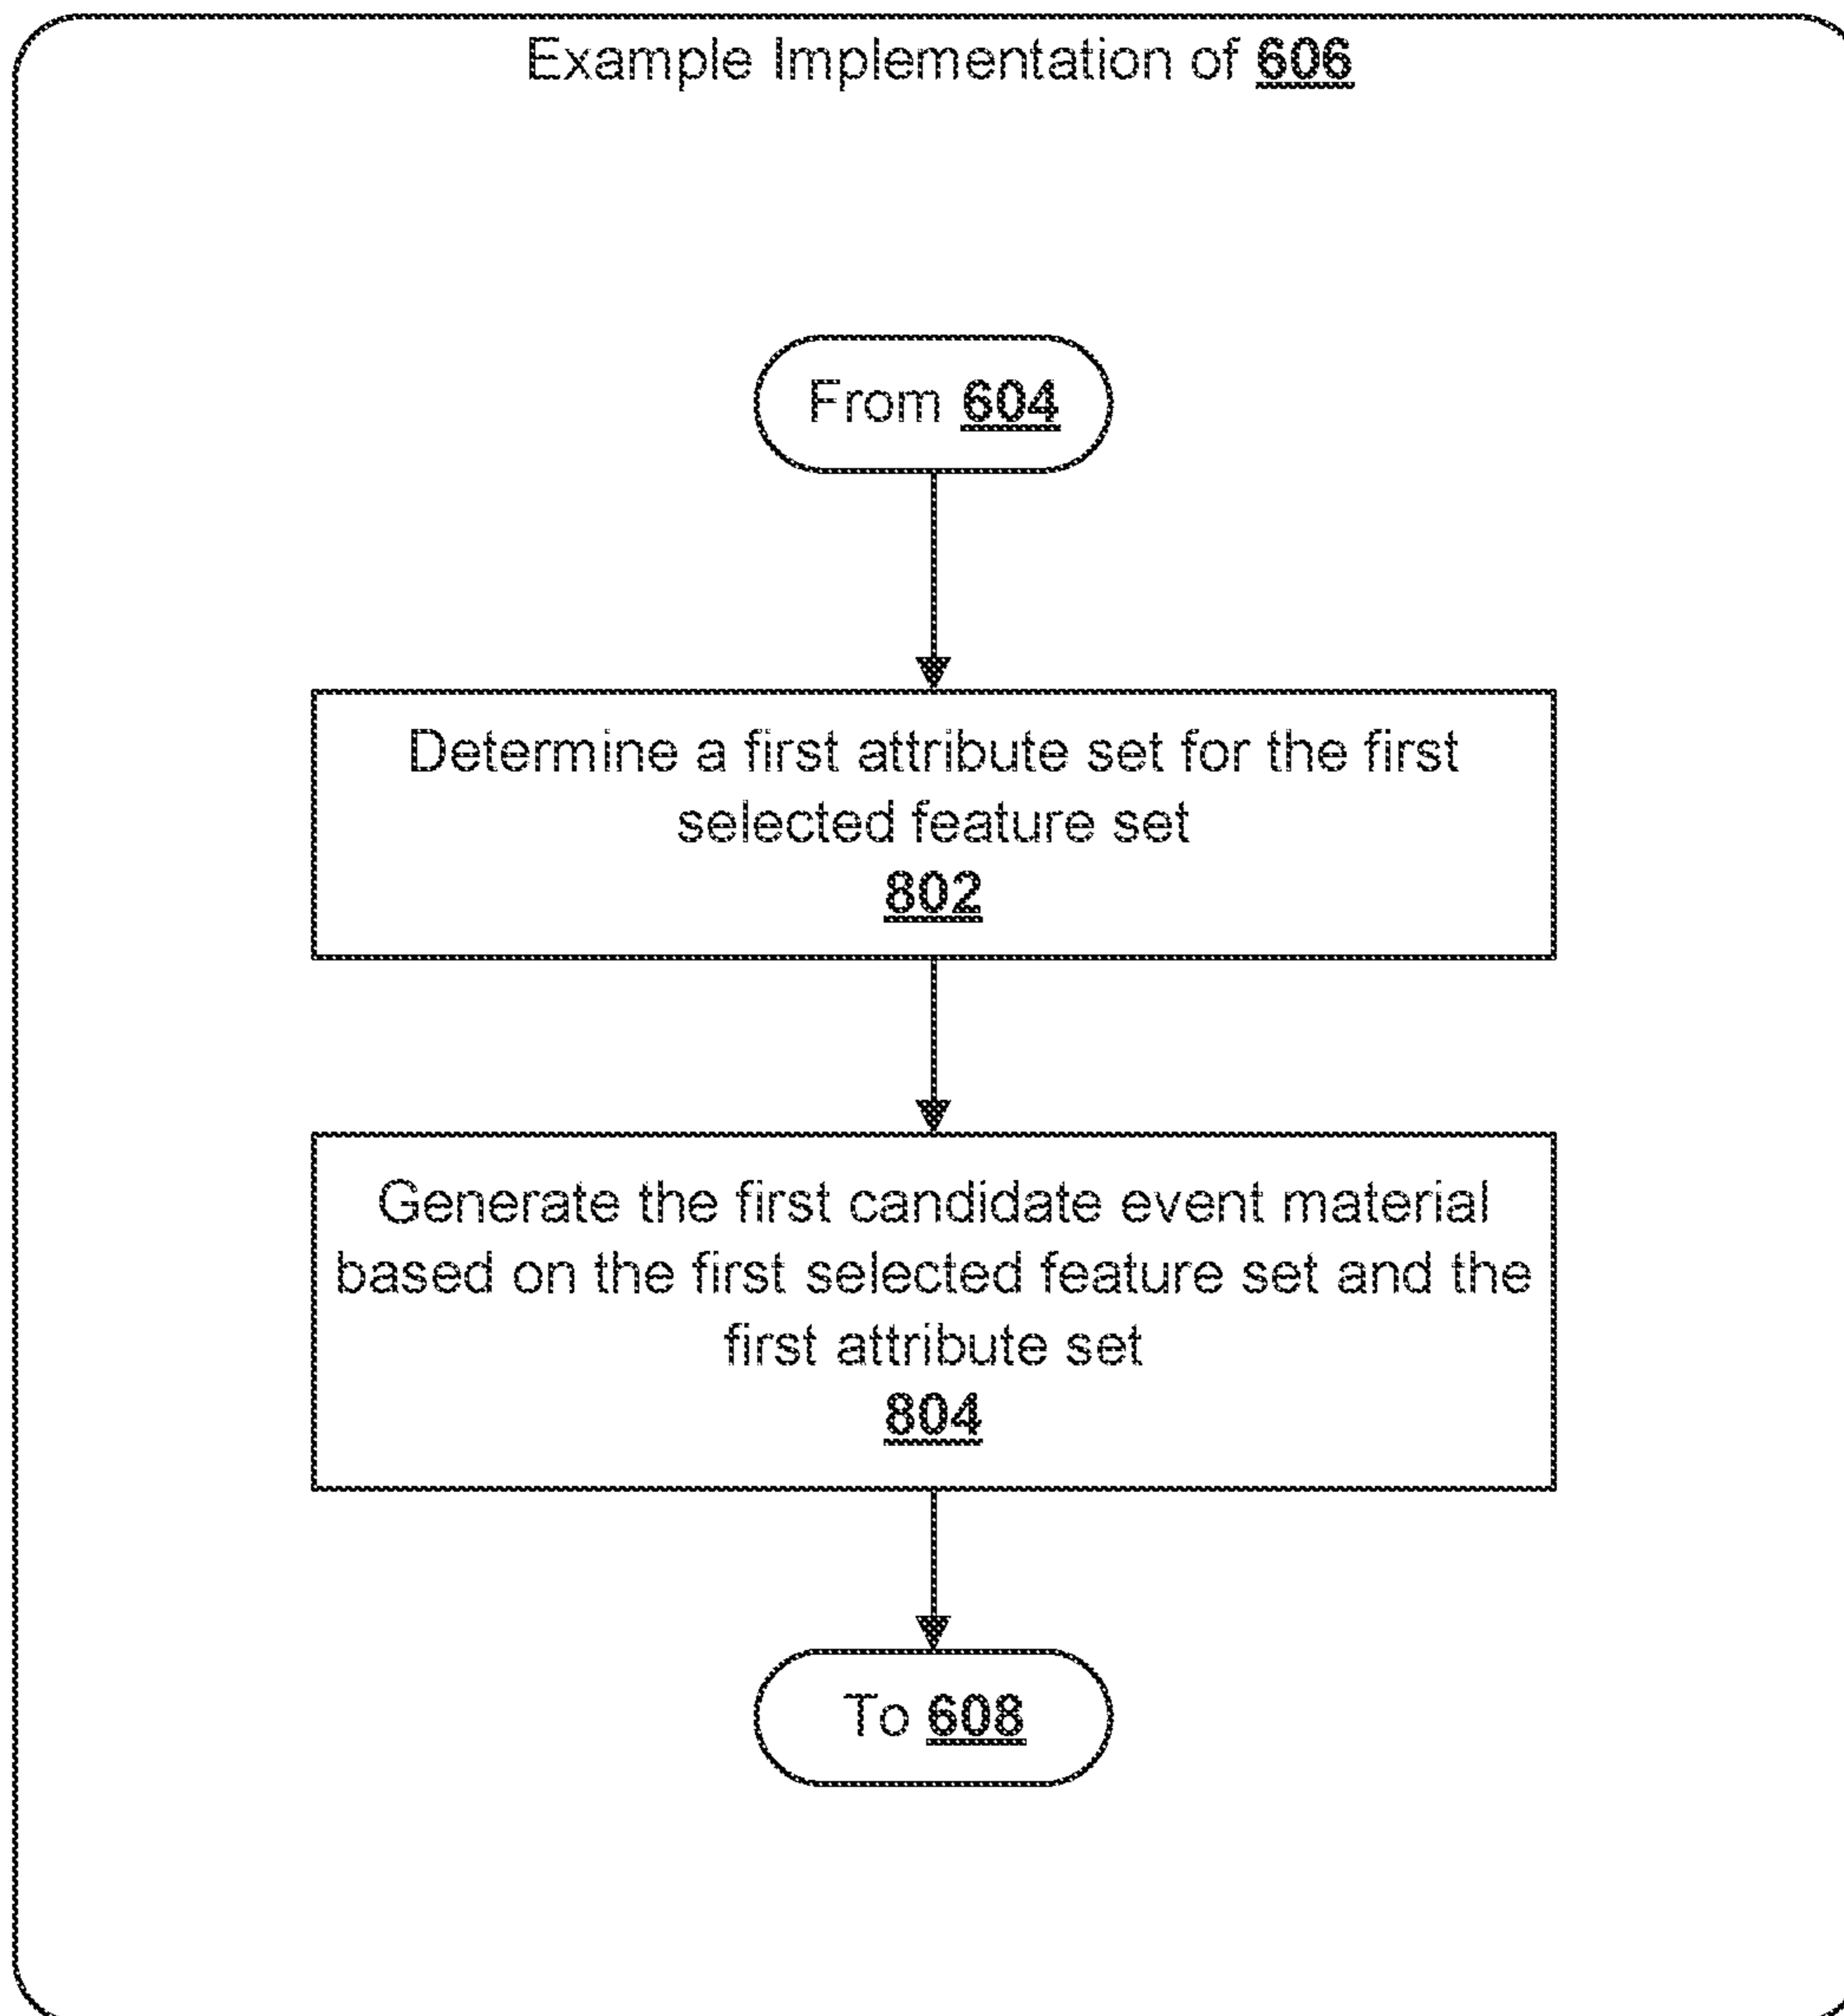 Example Implementation of 606
From 604
Determine a first attribute set for the first
selected feature set
802
Generate the first candidate event material
based on the first selected feature set and the
first attribute set
804
To 608